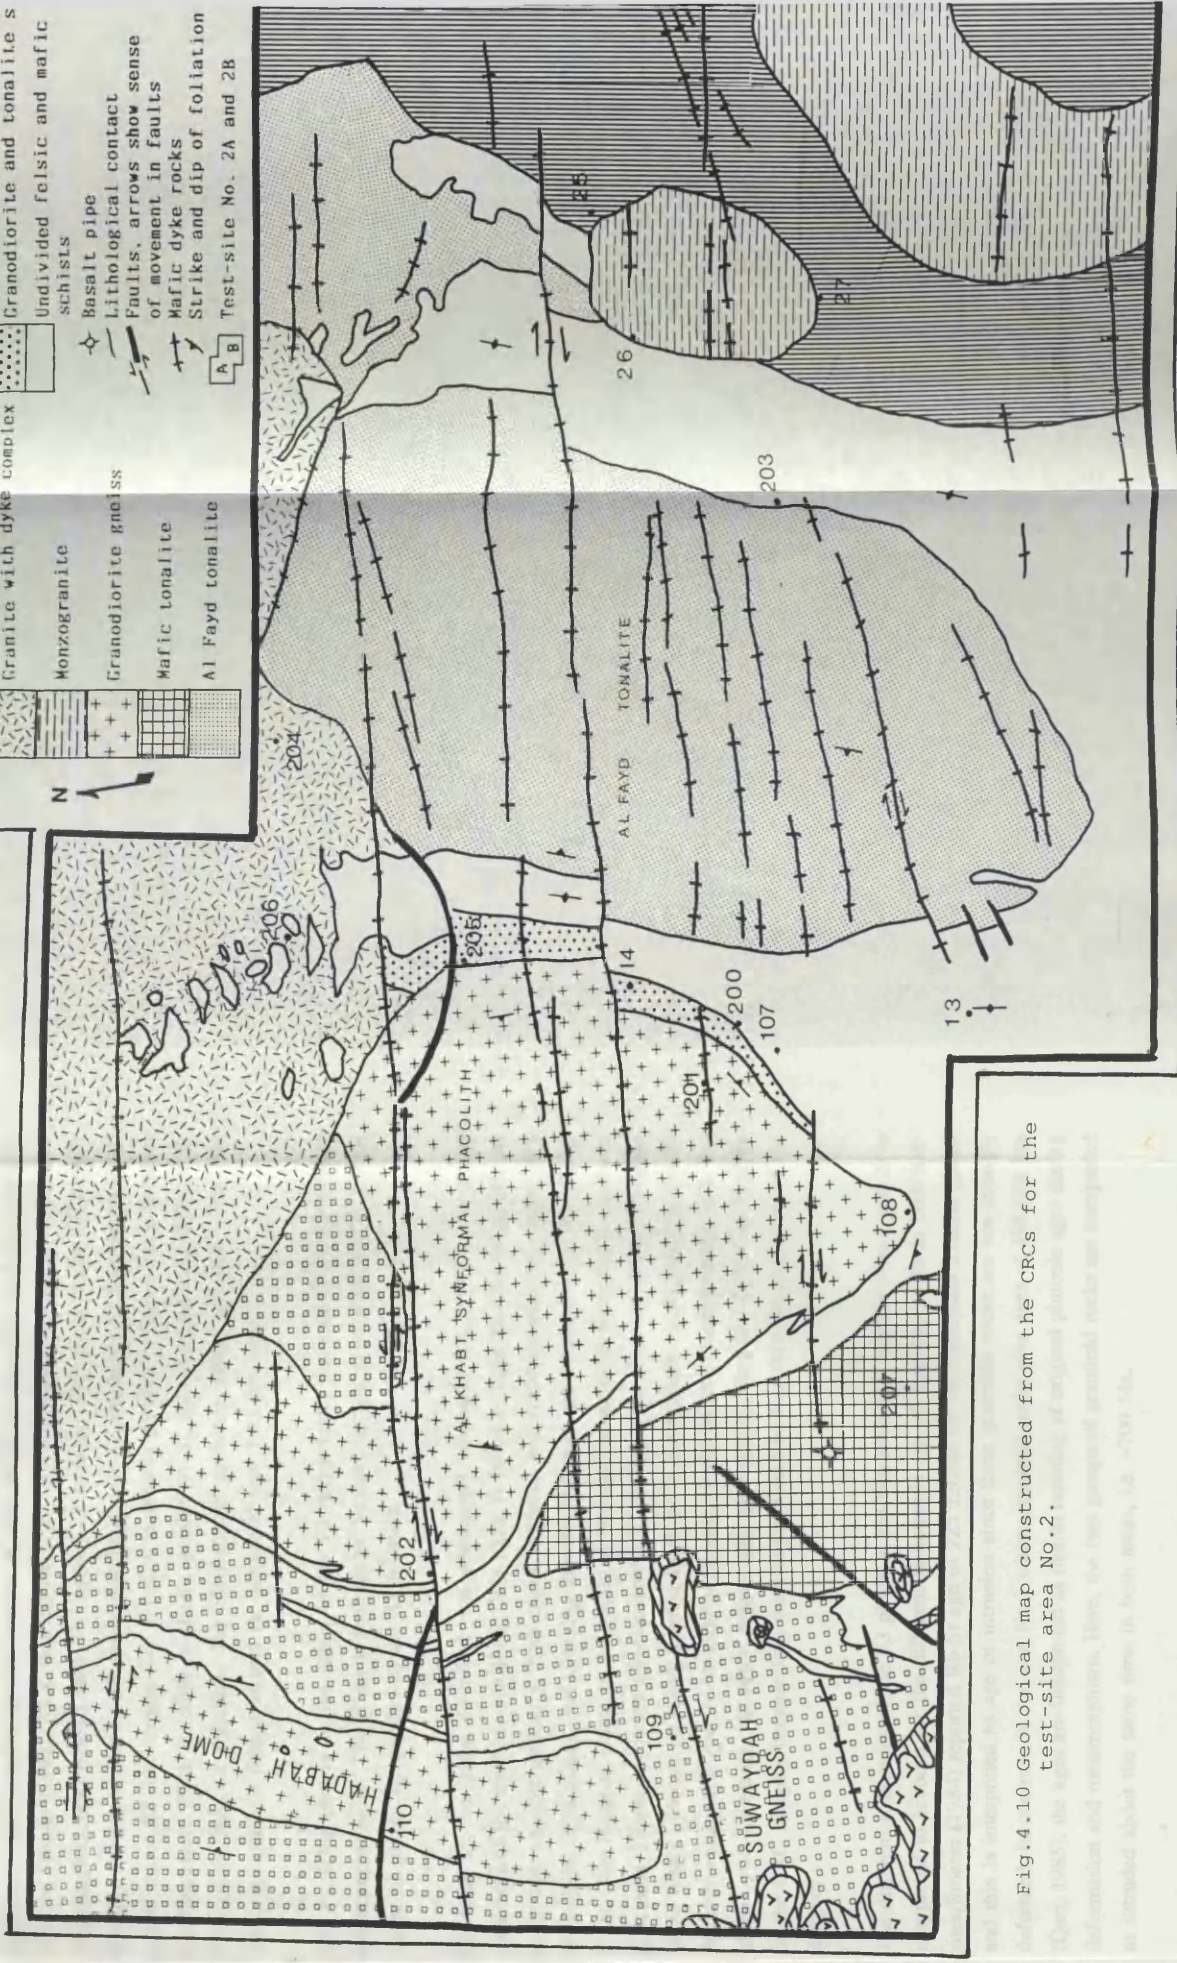 Granite with dyke complex
Monzogranite
Granodiorite gneiss
Mafic tonalite
Al Fayd tonalite
Granodiorite and tonalite s
Undivided felsic and mafic
schists
Basalt pipe
Lithological contact
Faults, arrows show sense
of movement in faults
Mafic dyke rocks
Strike and dip of foliation
A
B
Test-site No. 2A and 2B
N
204
206
205
HADABAH
DOME
110
202
AL KHABT SYNFORMAL PHACOLITH
14
200
107
201
108
207
109
SUWAYDAH
GNEISS
AL FAYD TONALITE
203
13
25
26
27
Fig.4.10 Geological map constructed from the CRCs for the
test-site area No.2.